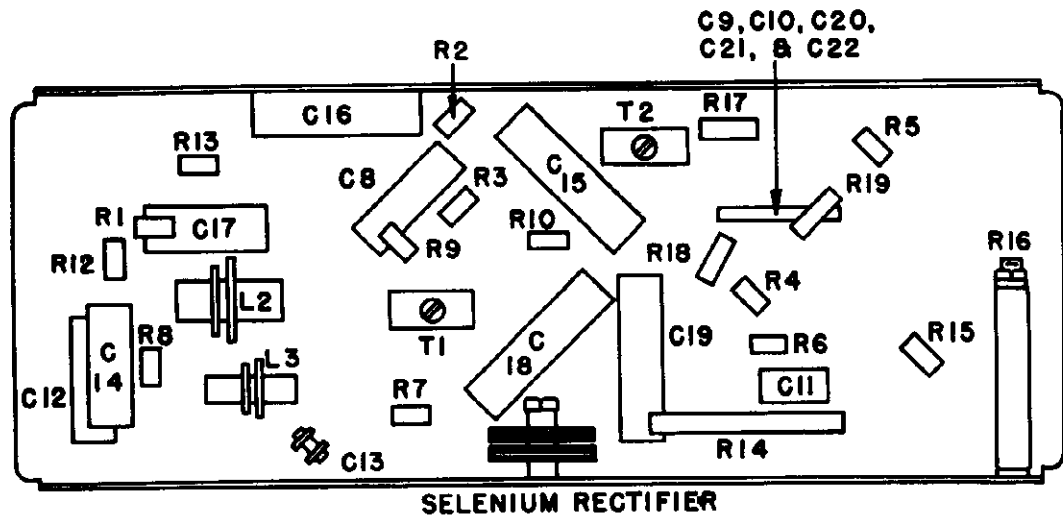 C9, C10, C20,
C21, & C22
R2
C16
T2
R17
R5
R13
C8
R3
C
15
R19
R1
C17
R10
R9
R18
R16
R12
L2
R4
C
14
R8
T1
C
18
C19
R6
R15
L3
C12
R7
C11
C13
R14
SELENIUM RECTIFIER